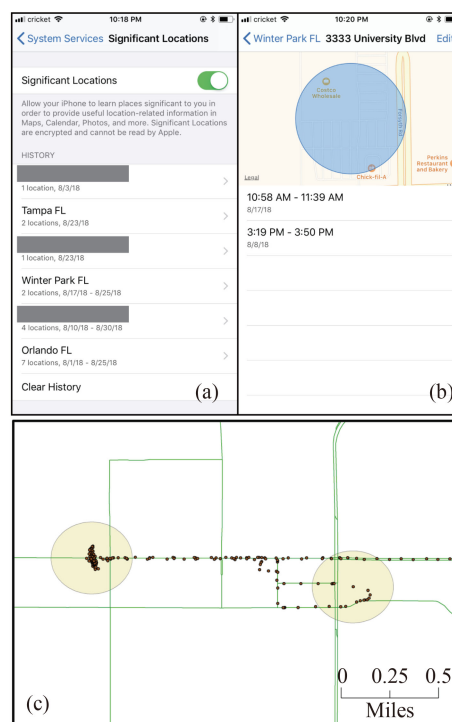 cricket 10:18 PM
System Services Significant Locations
Significant Locations
Allow your iPhone to learn places significant to you in
order to provide useful location-related information in
Maps, Calendar, Photos, and more. Significant Locations
are encrypted and cannot be read by Apple.
HISTORY
1 location, 8/3/18
Tampa FL
2 locations, 8/23/18
1 location, 8/23/18
Winter Park FL
2 locations, 8/17/18 - 8/25/18
4 locations, 8/10/18 - 8/30/18
Orlando FL
7 locations, 8/1/18 - 8/25/18
Clear History
(a)
cricket 10:20 PM
Winter Park FL 3333 University Blvd Edi
Costco
Wholesale
Forsyth Rd
Perkins
Restaurant
and Bakery
Chick-fil-A
Legal
10:58 AM - 11:39 AM
8/17/18
3:19 PM - 3:50 PM
8/8/18
(b)
(c)
0 0.25 0.5
Miles